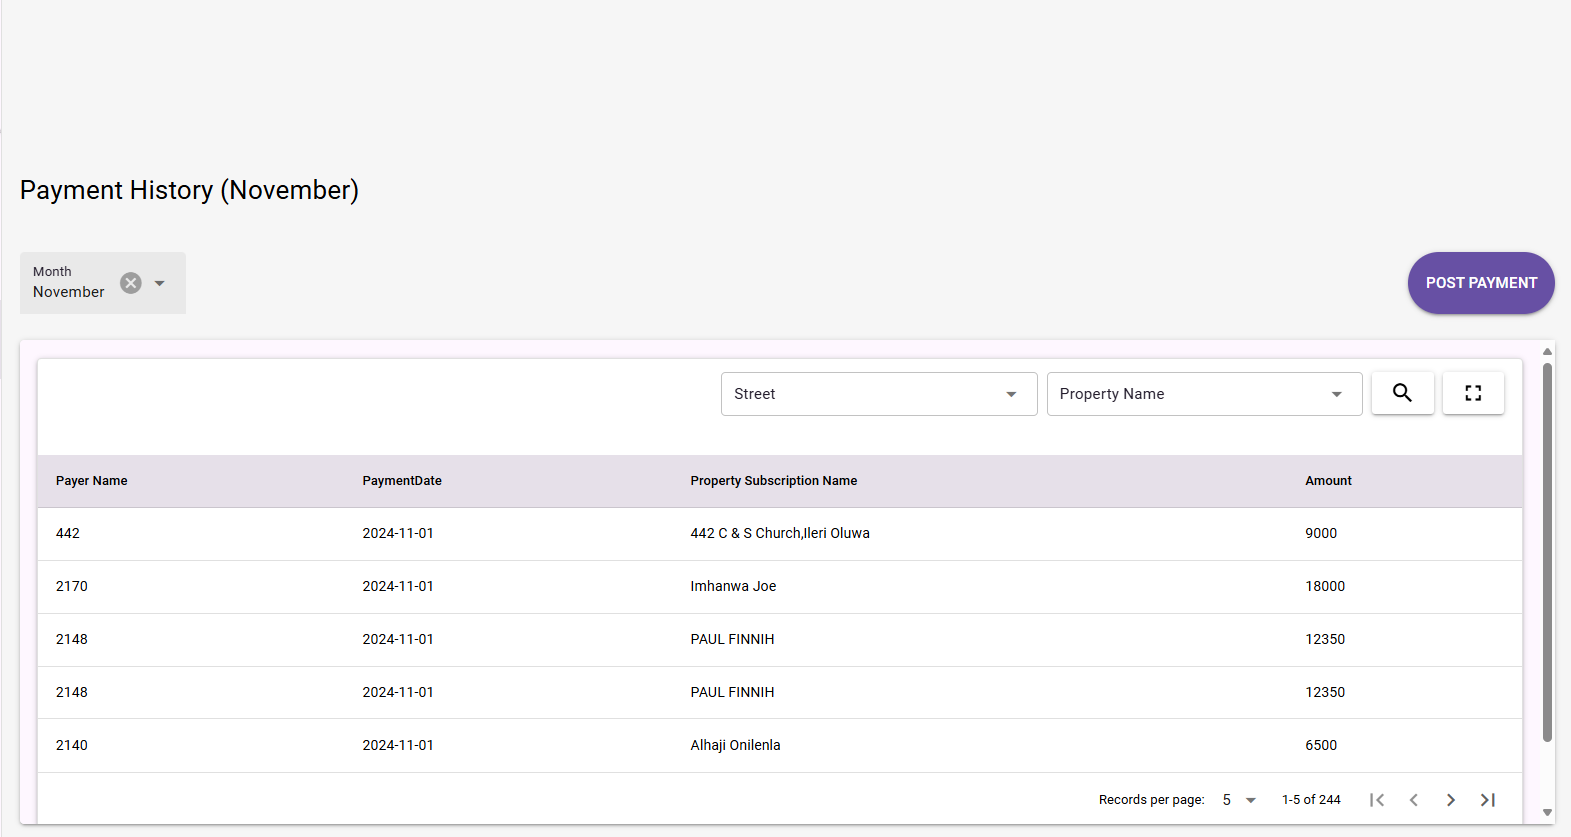 Payment History (November)
Month
November
POST PAYMENT
Street Property Name
Payer Name PaymentDate Property Subscription Name Amount
442 2024-11-01 442 C & S Church,Ileri Oluwa 9000
2170 2024-11-01 Imhanwa Joe 18000
2148 2024-11-01 PAUL FINNIH 12350
2148 2024-11-01 PAUL FINNIH 12350
2140 2024-11-01 Alhaji Onilenla 6500
Records per page: 5 1-5 of 244